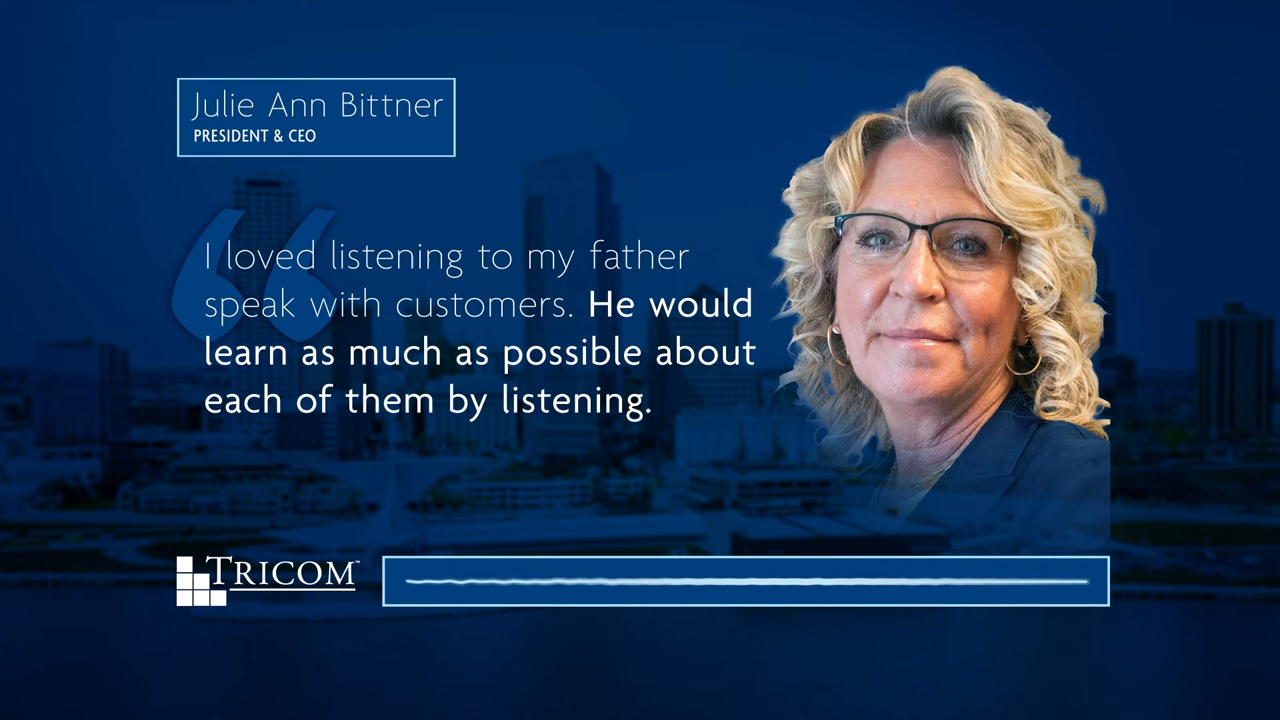 Julie Ann Bittner
PRESIDENT & CEO
I loved listening to my father
speak with customers. He would
learn as much as possible about
each of them by listening.
TRICOM™